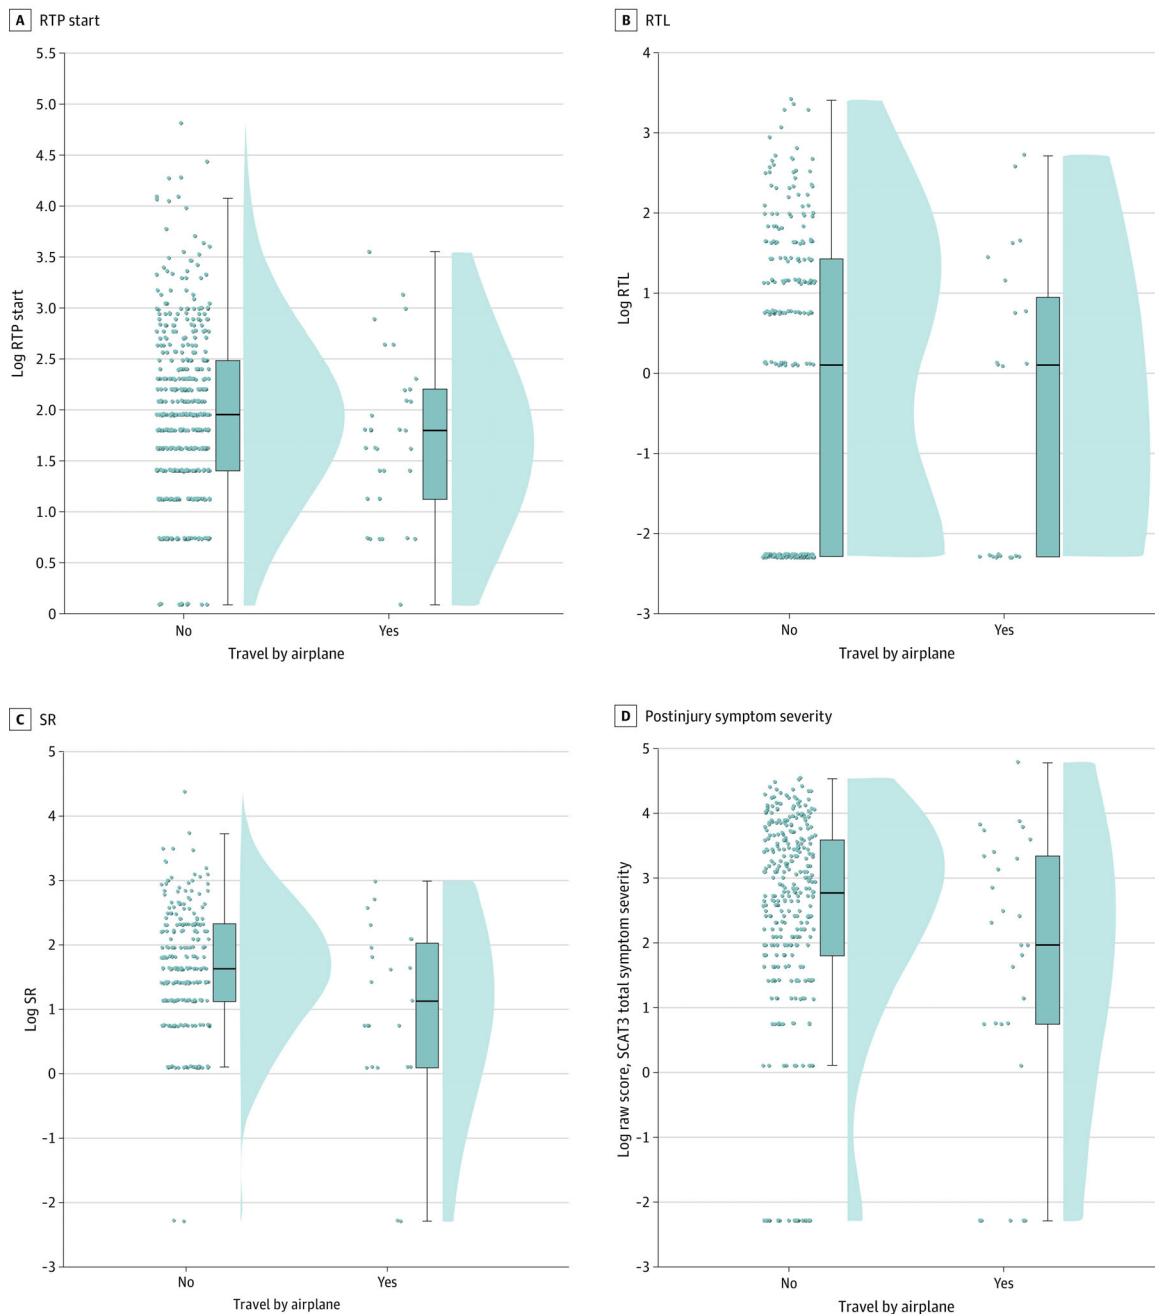 A RTP start
5.5
5.0
4.5
4.0
3.5
3.0
2.5
2.0
1.5
1.0
0.5
0
Log RTP start
No Yes
Travel by airplane
B RTL
4
3
2
1
0
-1
-2
-3
Log RTL
No Yes
Travel by airplane
C SR
5
4
3
2
1
0
-1
-2
-3
Log SR
No Yes
Travel by airplane
D Postinjury symptom severity
5
4
3
2
1
0
-1
-2
-3
Log raw score, SCAT3 total symptom severity
No Yes
Travel by airplane